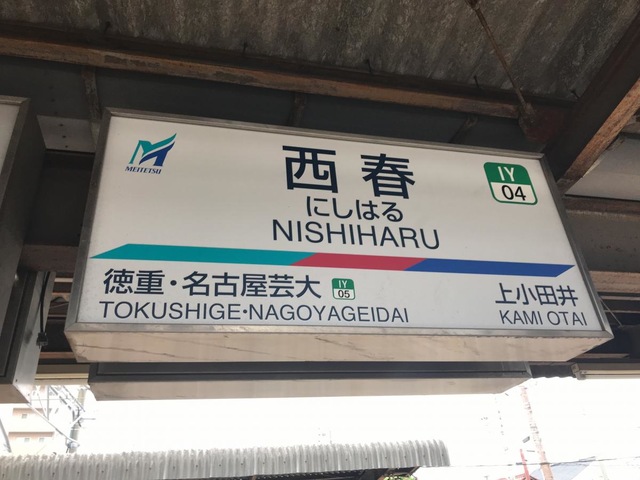 MEITETSU
西春
IY
04
にしはる
NISHIHARU
徳重・名古屋芸大
IY
05
上小田井
TOKUSHIGE・NAGOYAGEIDAI
KAMI OTAI